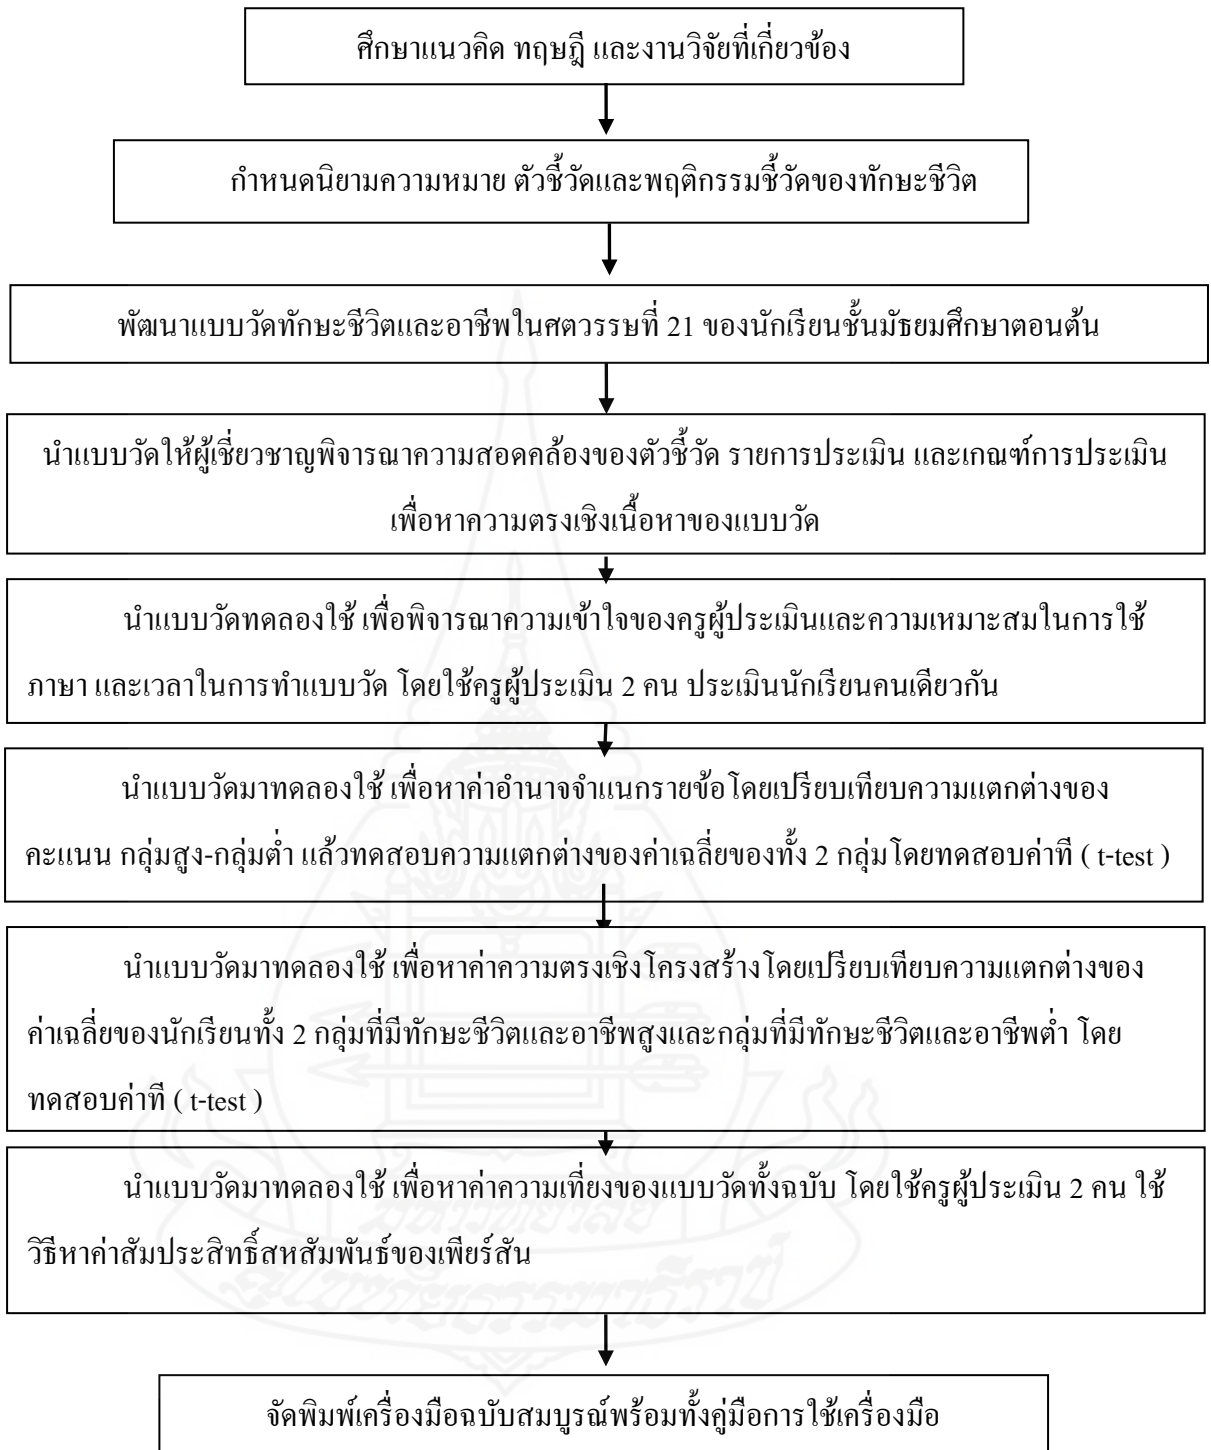 ศึกษาแนวคิด ทฤษฎี และงานวิจัยที่เกี่ยวข้อง
กำหนดนิยามความหมาย ตัวชี้วัดและพฤติกรรมชี้วัดของทักษะชีวิต
พัฒนาแบบวัดทักษะชีวิตและอาชีพในศตวรรษที่ 21 ของนักเรียนชั้นมัธยมศึกษาตอนต้น
นำแบบวัดให้ผู้เชี่ยวชาญพิจารณาความสอดคล้องของตัวชี้วัด รายการประเมิน และเกณฑ์การประเมิน
เพื่อหาความตรงเชิงเนื้อหาของแบบวัด
นำแบบวัดทดลองใช้ เพื่อพิจารณาความเข้าใจของครูผู้ประเมินและความเหมาะสมในการใช้
ภาษา และเวลาในการทำแบบวัด โดยใช้ครูผู้ประเมิน 2 คน ประเมินนักเรียนคนเดียวกัน
นำแบบวัดมาทดลองใช้ เพื่อหาค่าอำนาจจำแนกรายข้อโดยเปรียบเทียบความแตกต่างของ
คะแนน กลุ่มสูง-กลุ่มต่ำ แล้วทดสอบความแตกต่างของค่าเฉลี่ยของทั้ง 2 กลุ่มโดยทดสอบค่าที ( t-test )
นำแบบวัดมาทดลองใช้ เพื่อหาค่าความตรงเชิงโครงสร้างโดยเปรียบเทียบความแตกต่างของ
ค่าเฉลี่ยของนักเรียนทั้ง 2 กลุ่มที่มีทักษะชีวิตและอาชีพสูงและกลุ่มที่มีทักษะชีวิตและอาชีพต่ำ โดย
ทดสอบค่าที ( t-test )
นำแบบวัดมาทดลองใช้ เพื่อหาค่าความเที่ยงของแบบวัดทั้งฉบับ โดยใช้ครูผู้ประเมิน 2 คน ใช้
วิธีหาค่าสัมประสิทธิ์สหสัมพันธ์ของเพียร์สัน
มหาวิทยาลัย
สุโขทัยธรรมาธิราช
จัดพิมพ์เครื่องมือฉบับสมบูรณ์พร้อมทั้งคู่มือการใช้เครื่องมือ